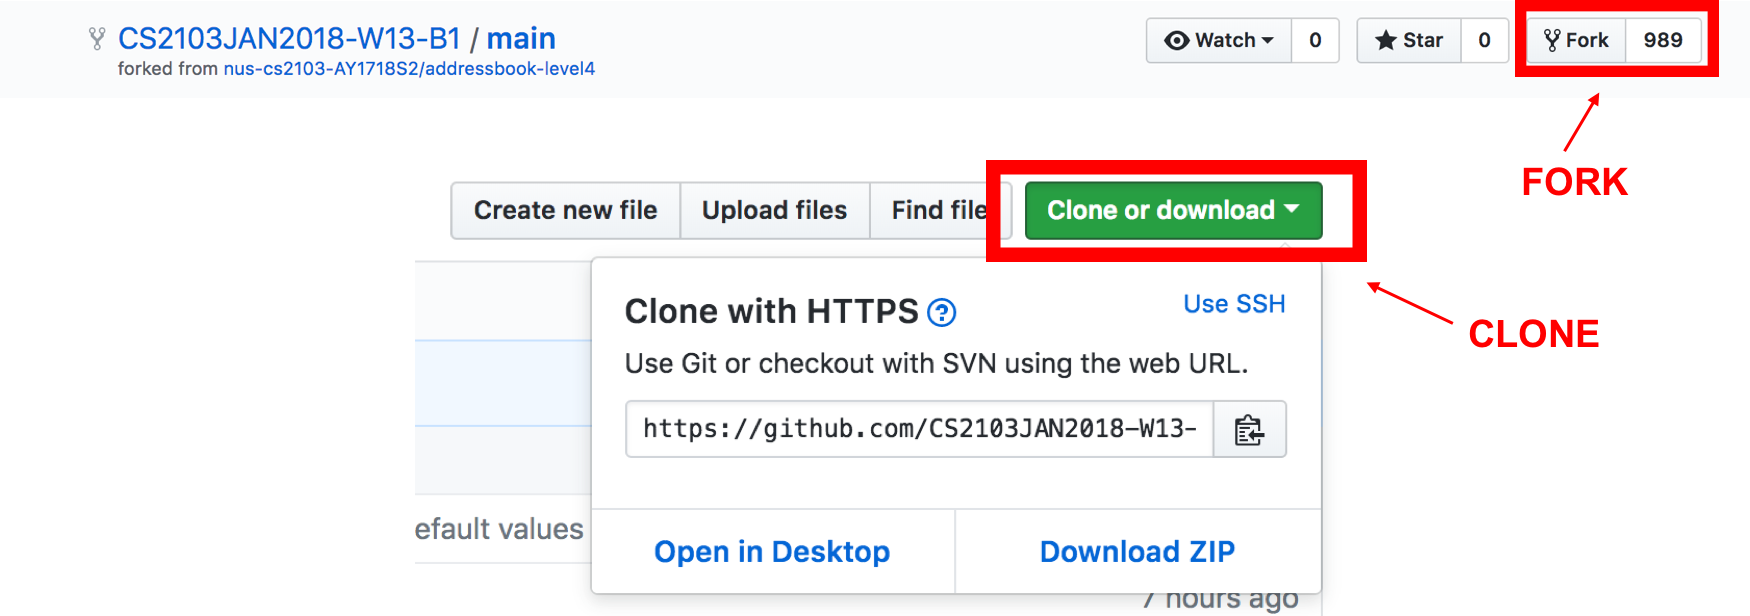 CS2103JAN2018-W13-B1 / main
Watch 0 Star 0 Fork 989
forked from nus-cs2103-AY1718S2/addressbook-level4
FORK
Create new file Upload files Find file Clone or download
Clone with HTTPS ? Use SSH
CLONE
Use Git or checkout with SVN using the web URL.
https://github.com/CS2103JAN2018-W13-
efault values
Open in Desktop Download ZIP
7 hours ago